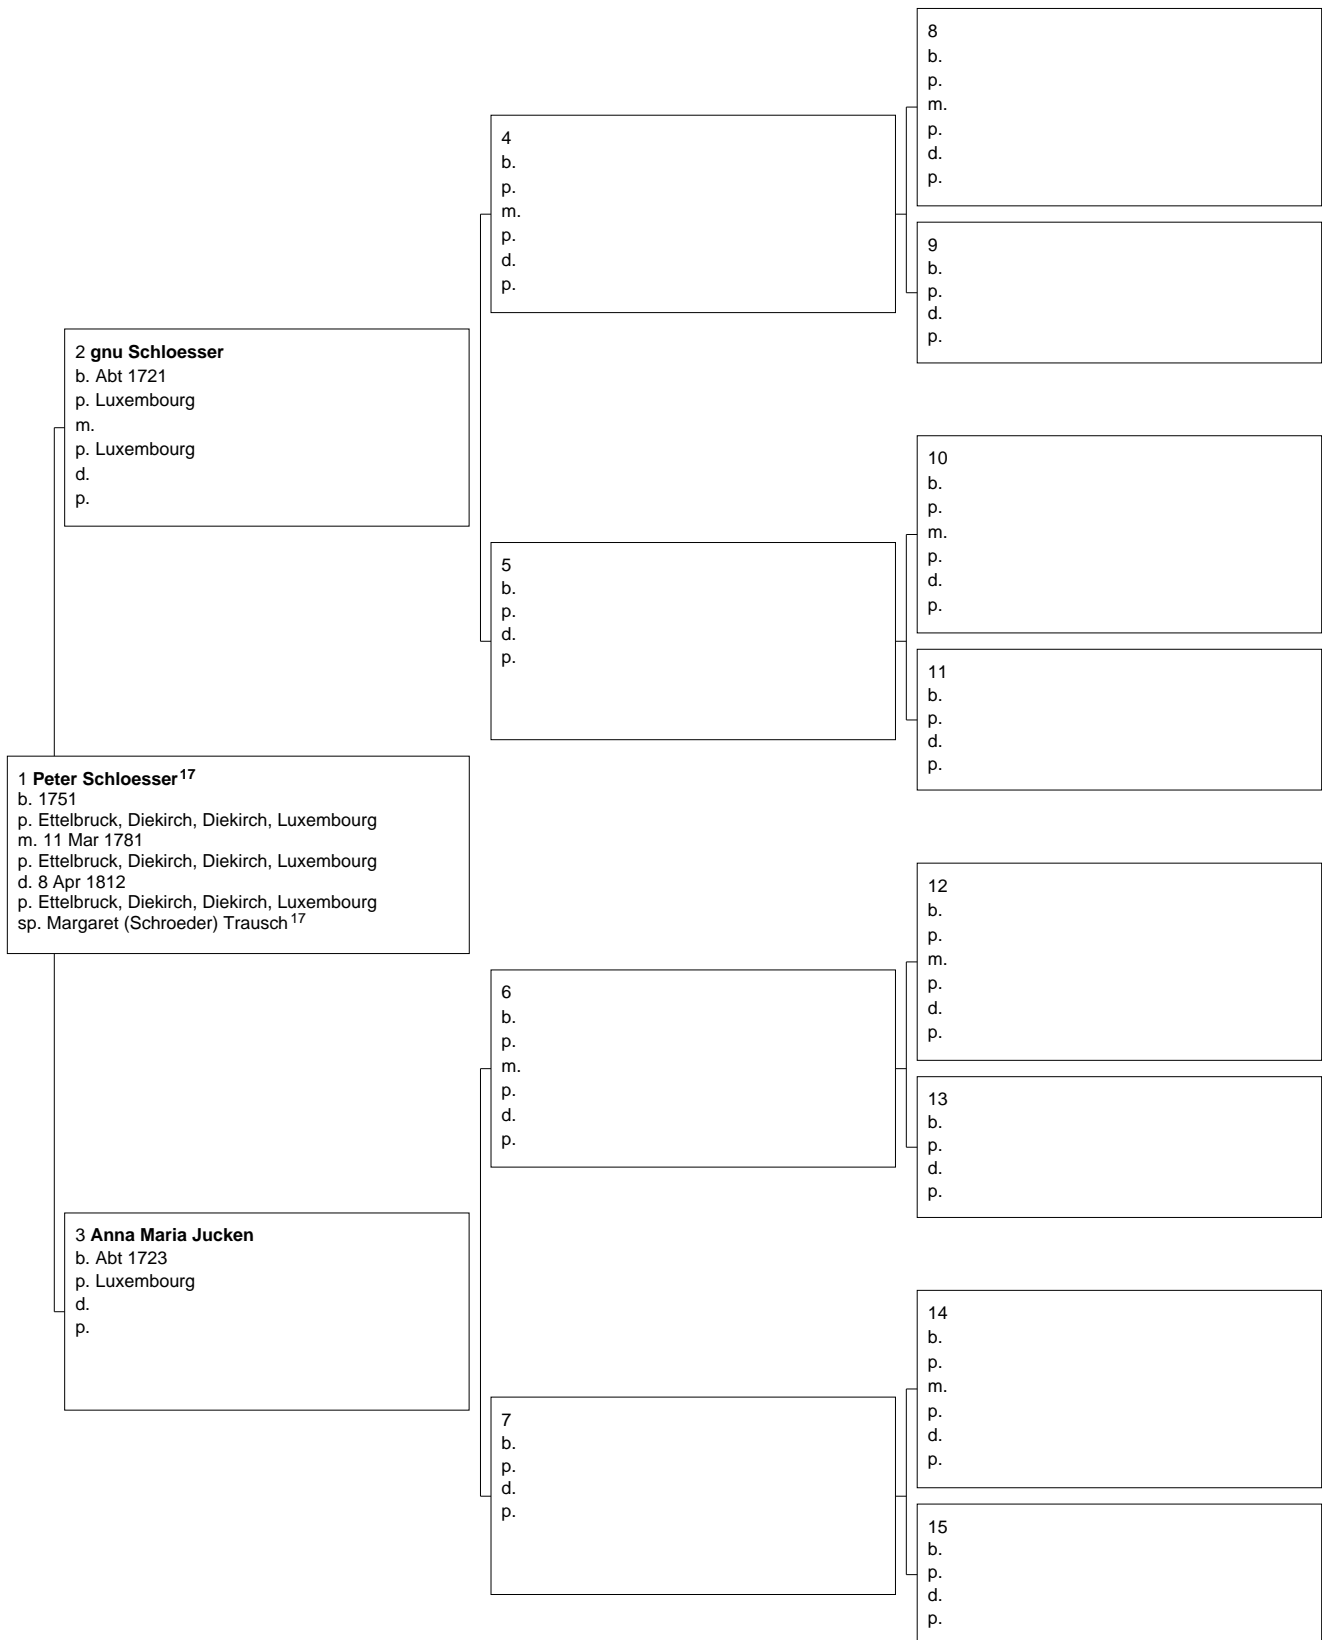 8
b.
p.
m.
p.
d.
p.
4
b.
p.
m.
p.
d.
p.
9
b.
p.
d.
p.
2 gnu Schloesser
b. Abt 1721
p. Luxembourg
m.
p. Luxembourg
d.
p.
10
b.
p.
m.
p.
d.
p.
5
b.
p.
d.
p.
11
b.
p.
d.
p.
1 Peter Schloesser17
b. 1751
p. Ettelbruck, Diekirch, Diekirch, Luxembourg
m. 11 Mar 1781
p. Ettelbruck, Diekirch, Diekirch, Luxembourg
d. 8 Apr 1812
p. Ettelbruck, Diekirch, Diekirch, Luxembourg
sp. Margaret (Schroeder) Trausch17
12
b.
p.
m.
p.
d.
p.
6
b.
p.
m.
p.
d.
p.
13
b.
p.
d.
p.
3 Anna Maria Jucken
b. Abt 1723
p. Luxembourg
d.
p.
14
b.
p.
m.
p.
d.
p.
7
b.
p.
d.
p.
15
b.
p.
d.
p.